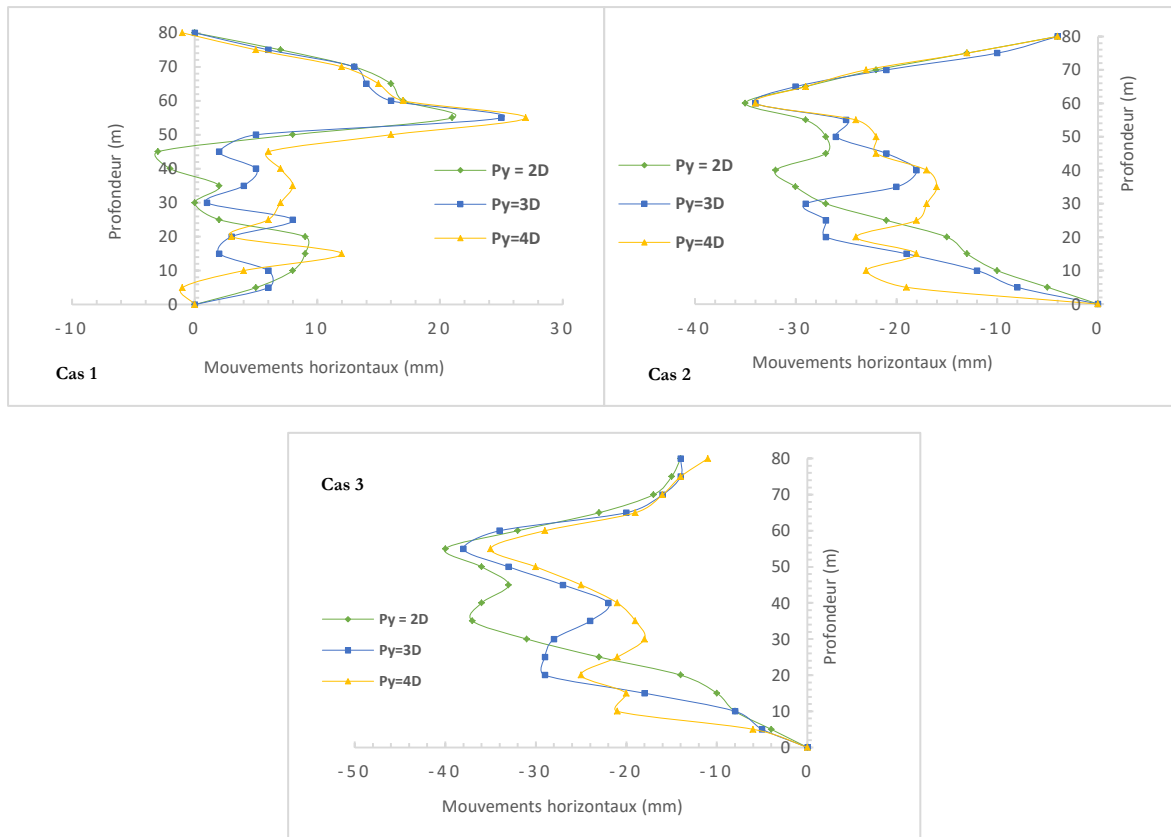 80
70
60
50
40
30
20
10
0
Profondeur (m)
-10 0 10 20 30
Mouvements horizontaux (mm)
Py = 2D
Py=3D
Py=4D
Cas 1
80
70
60
50
40
30
20
10
0
Profondeur (m)
-40 -30 -20 -10 0
Mouvements horizontaux (mm)
Py = 2D
Py=3D
Py=4D
Cas 2
Cas 3
80
70
60
50
40
30
20
10
0
Profondeur (m)
Py = 2D
Py=3D
Py=4D
-50 -40 -30 -20 -10 0
Mouvements horizontaux (mm)